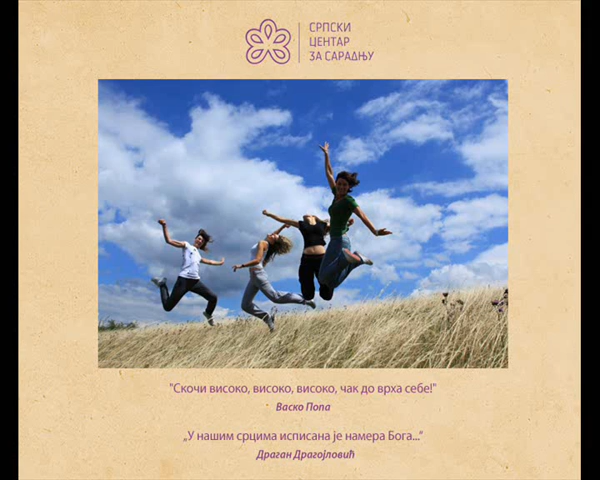 СРПСКИ
ЦЕНТАР
ЗА САРАДЊУ
"Скочи високо, високо, високо, чак до врха себе!"
Васко Попа
„У нашим срцима исписана је намера Бога...“
Драган Драгојловић